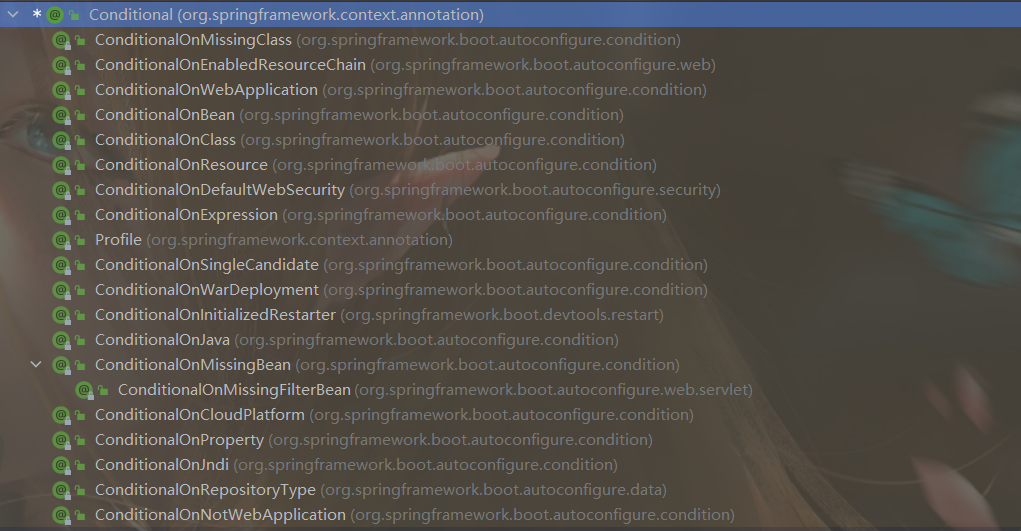 * @ Conditional (org.springframework.context.annotation)
@ ConditionalOnMissingClass (org.springframework.boot.autoconfigure.condition)
@ ConditionalOnEnabledResourceChain (org.springframework.boot.autoconfigure.web)
@ ConditionalOnWebApplication (org.springframework.boot.autoconfigure.condition)
@ ConditionalOnBean (org.springframework.boot.autoconfigure.condition)
@ ConditionalOnClass (org.springframework.boot.autoconfigure.condition)
@ ConditionalOnResource (org.springframework.boot.autoconfigure.condition)
@ ConditionalOnDefaultWebSecurity (org.springframework.boot.autoconfigure.security)
@ ConditionalOnExpression (org.springframework.boot.autoconfigure.condition)
@ Profile (org.springframework.context.annotation)
@ ConditionalOnSingleCandidate (org.springframework.boot.autoconfigure.condition)
@ ConditionalOnWarDeployment (org.springframework.boot.autoconfigure.condition)
@ ConditionalOnInitializedRestarter (org.springframework.boot.devtools.restart)
@ ConditionalOnJava (org.springframework.boot.autoconfigure.condition)
@ ConditionalOnMissingBean (org.springframework.boot.autoconfigure.condition)
@ ConditionalOnMissingFilterBean (org.springframework.boot.autoconfigure.web.servlet)
@ ConditionalOnCloudPlatform (org.springframework.boot.autoconfigure.condition)
@ ConditionalOnProperty (org.springframework.boot.autoconfigure.condition)
@ ConditionalOnJndi (org.springframework.boot.autoconfigure.condition)
@ ConditionalOnRepositoryType (org.springframework.boot.autoconfigure.data)
@ ConditionalOnNotWebApplication (org.springframework.boot.autoconfigure.condition)